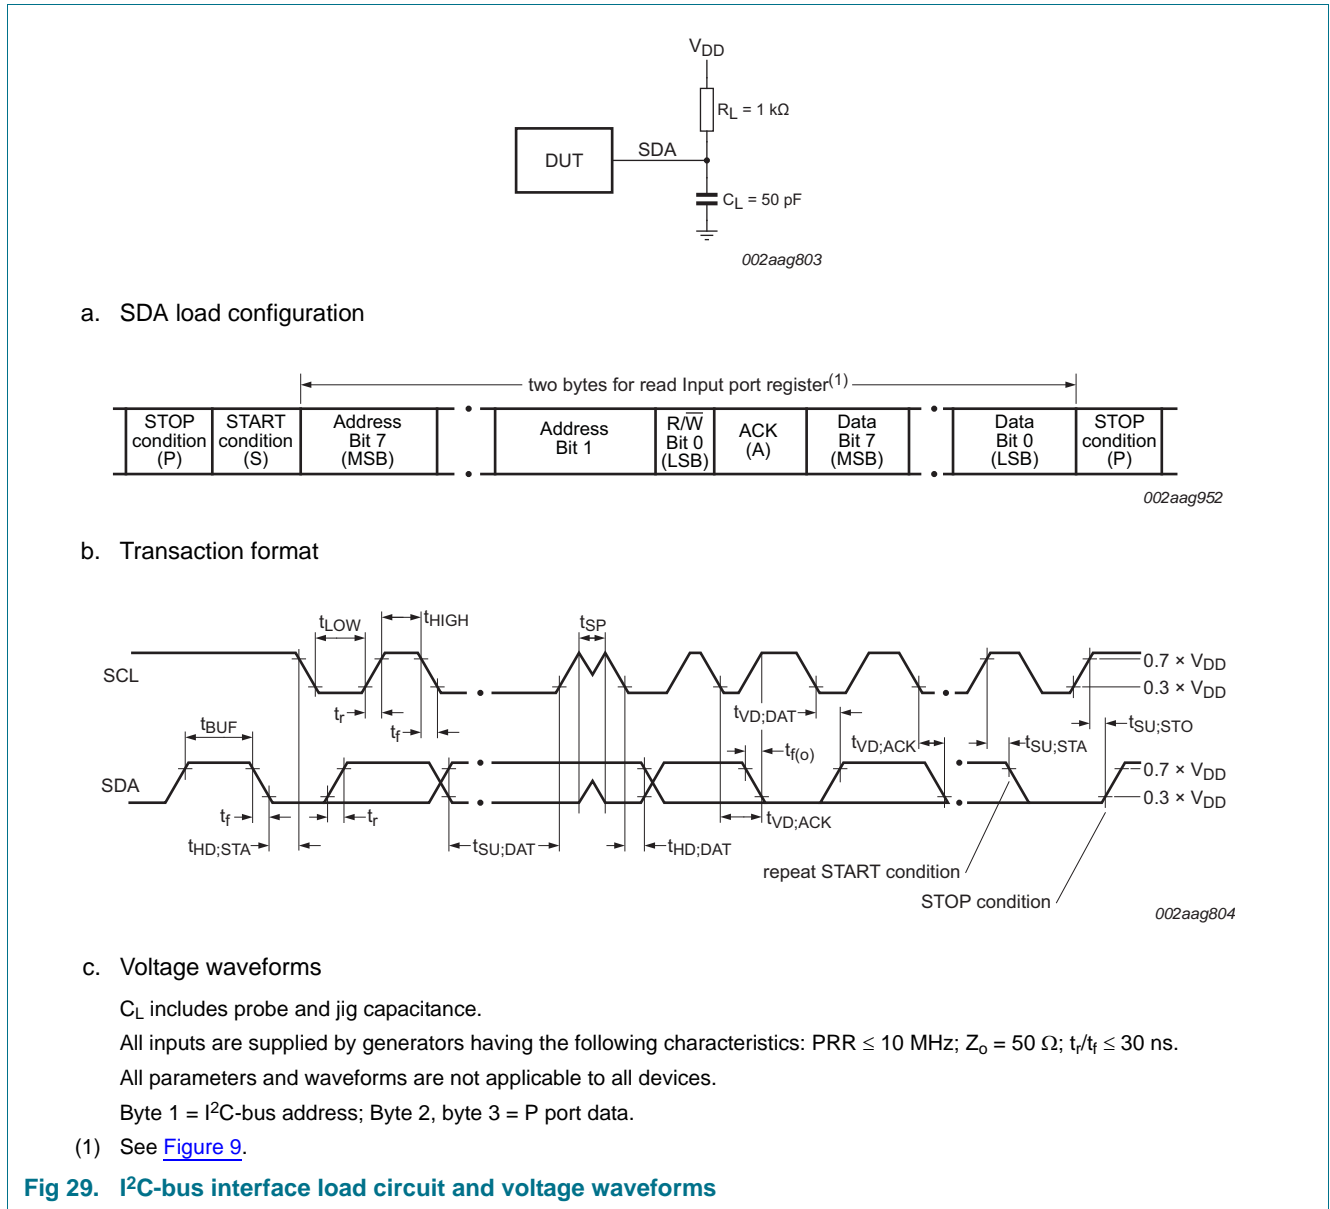 VDD
RL = 1 kΩ
DUT
SDA
CL = 50 pF
002aag803
a. SDA load configuration
two bytes for read Input port register(1)
STOP condition (P)
START condition (S)
Address Bit 7 (MSB)
Address Bit 1
R/W̅ Bit 0 (LSB)
ACK (A)
Data Bit 7 (MSB)
Data Bit 0 (LSB)
STOP condition (P)
002aag952
b. Transaction format
tLOW
tHIGH
tSP
SCL
0.7 × VDD
0.3 × VDD
tr
tf
tBUF
tVD;DAT
tf(o)
tVD;ACK
tSU;STA
tSU;STO
SDA
0.7 × VDD
0.3 × VDD
tf
tr
tHD;STA
tSU;DAT
tHD;DAT
tVD;ACK
repeat START condition
STOP condition
002aag804
c. Voltage waveforms
CL includes probe and jig capacitance.
All inputs are supplied by generators having the following characteristics: PRR ≤ 10 MHz; Zo = 50 Ω; tr/tf ≤ 30 ns.
All parameters and waveforms are not applicable to all devices.
Byte 1 = I2C-bus address; Byte 2, byte 3 = P port data.
(1) See Figure 9.
Fig 29. I2C-bus interface load circuit and voltage waveforms